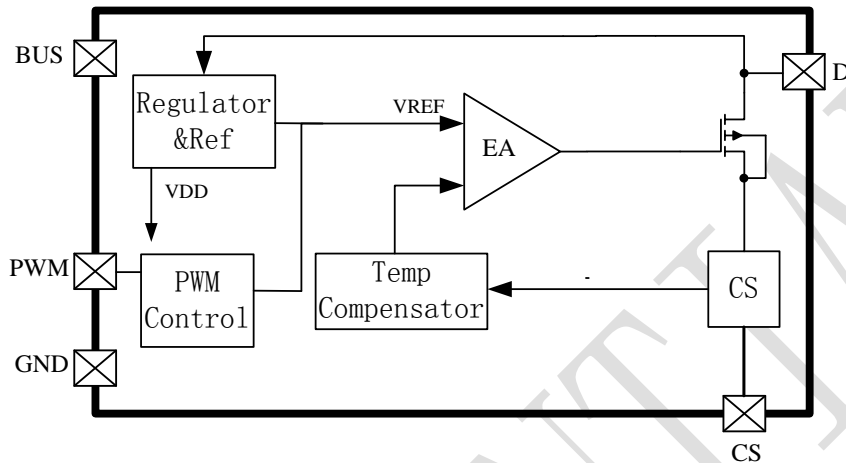 BUS
D
Regulator
&Ref
VREF
EA
VDD
PWM
PWM
Control
Temp
Compensator
-
CS
GND
CS